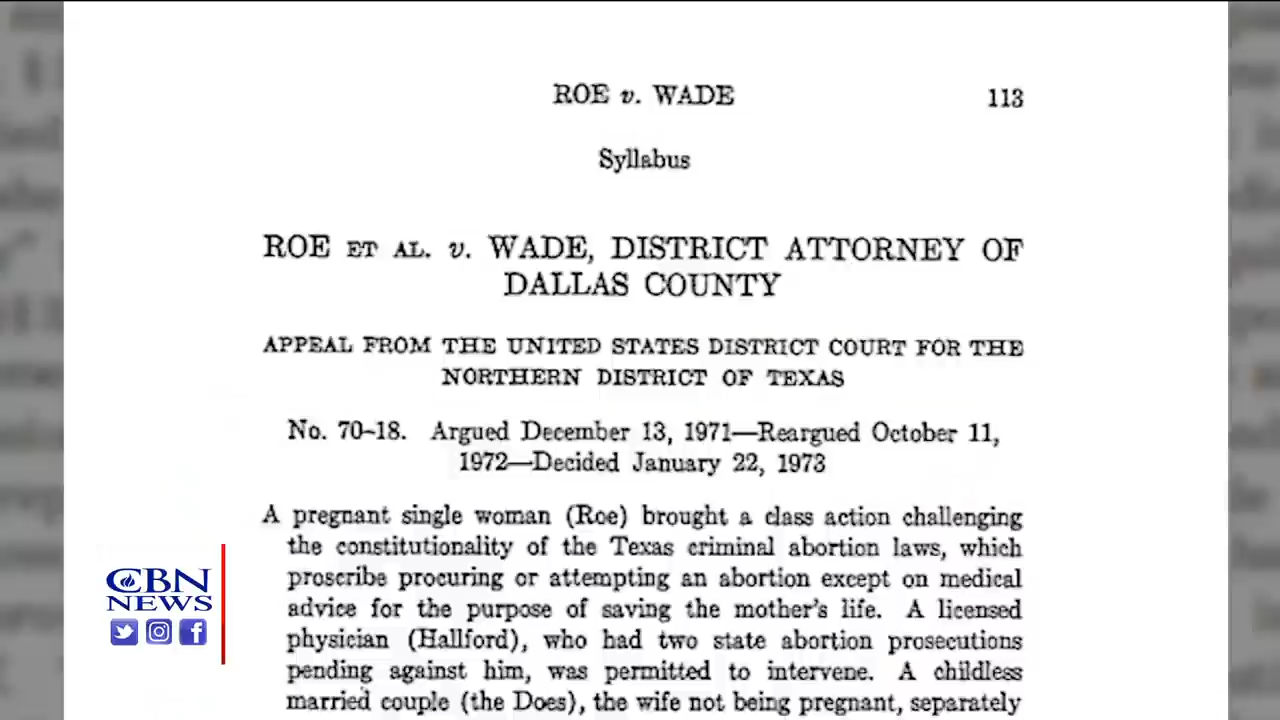 ROE v. WADE 113
Syllabus
ROE ET AL. v. WADE, DISTRICT ATTORNEY OF
DALLAS COUNTY
APPEAL FROM THE UNITED STATES DISTRICT COURT FOR THE
NORTHERN DISTRICT OF TEXAS
No. 70–18. Argued December 13, 1971—Reargued October 11,
1972—Decided January 22, 1973
A pregnant single woman (Roe) brought a class action challenging
the constitutionality of the Texas criminal abortion laws, which
proscribe procuring or attempting an abortion except on medical
advice for the purpose of saving the mother's life. A licensed
physician (Hallford), who had two state abortion prosecutions
pending against him, was permitted to intervene. A childless
married couple (the Does), the wife not being pregnant, separately
CBN
NEWS